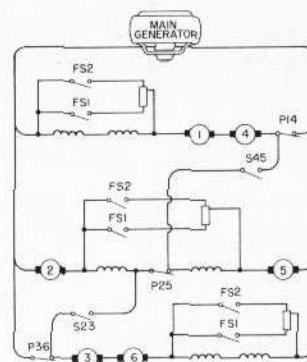 MAIN
GENERATOR
FS2
FS1
1
4
P14
S45
FS2
FS1
2
P25
5
S23
FS2
FS1
P36
3
6